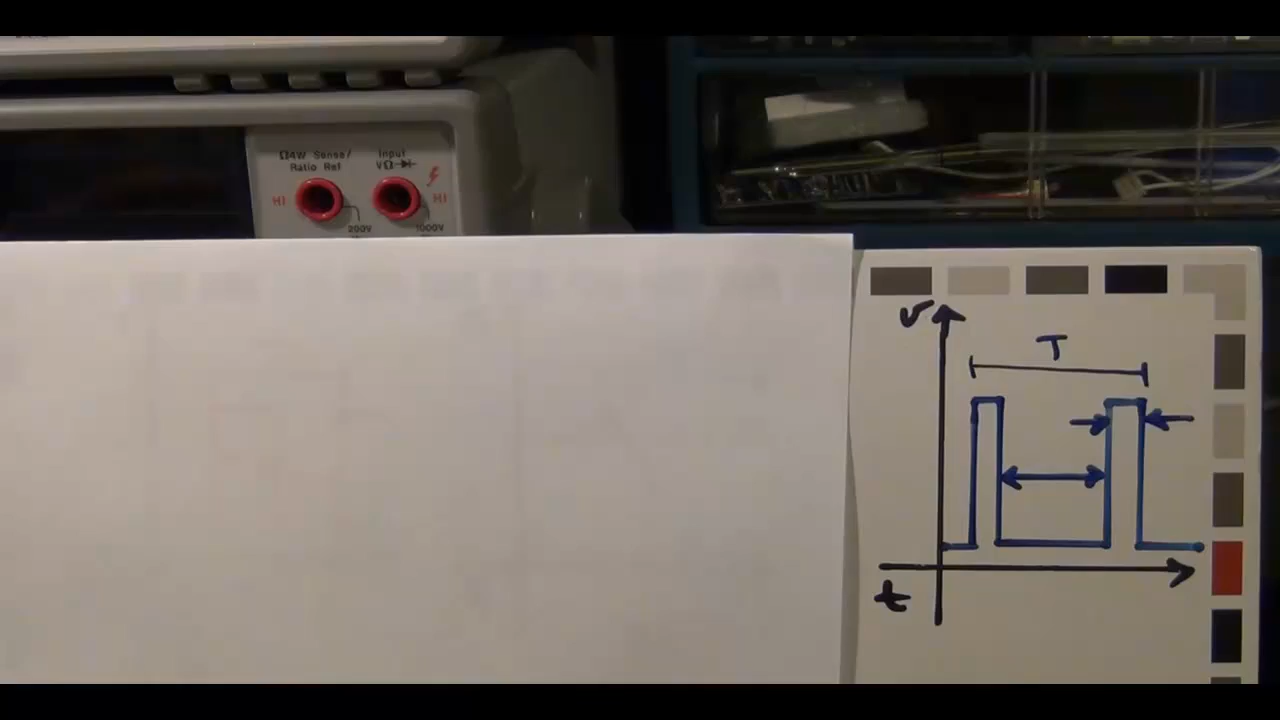 Ω4W Sense/
Ratio Ref
Input
VΩ
HI
HI
200V
1000V
v
T
t